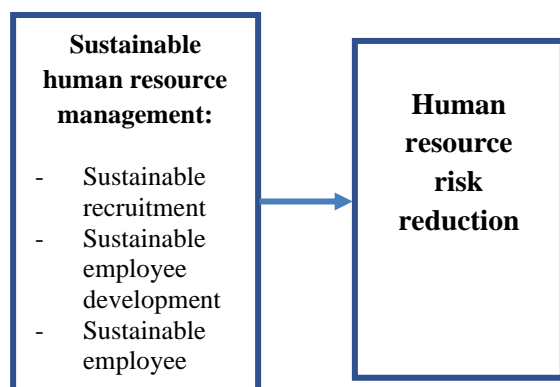 Sustainable
human resource
management:
- Sustainable
recruitment
- Sustainable
employee
development
- Sustainable
employee
Human
resource
risk
reduction